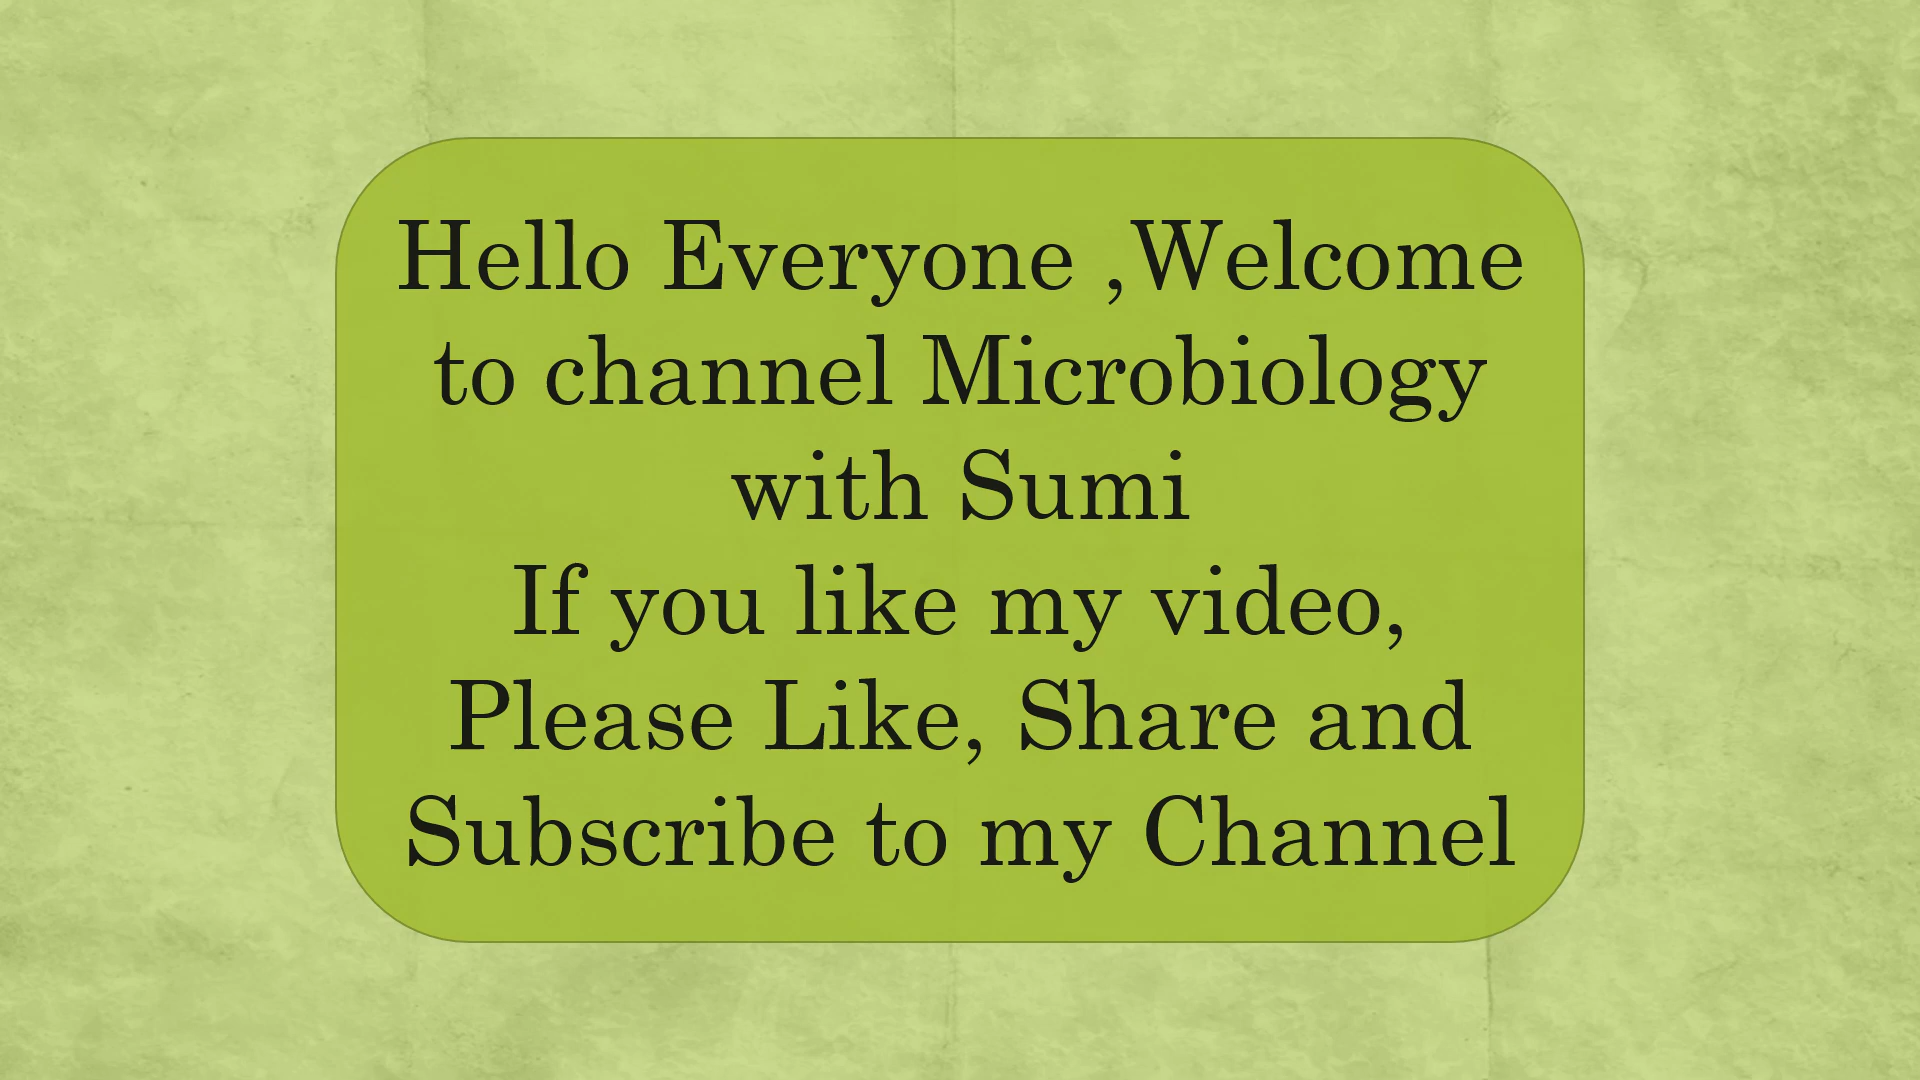 Hello Everyone ,Welcome
to channel Microbiology
with Sumi
If you like my video,
Please Like, Share and
Subscribe to my Channel